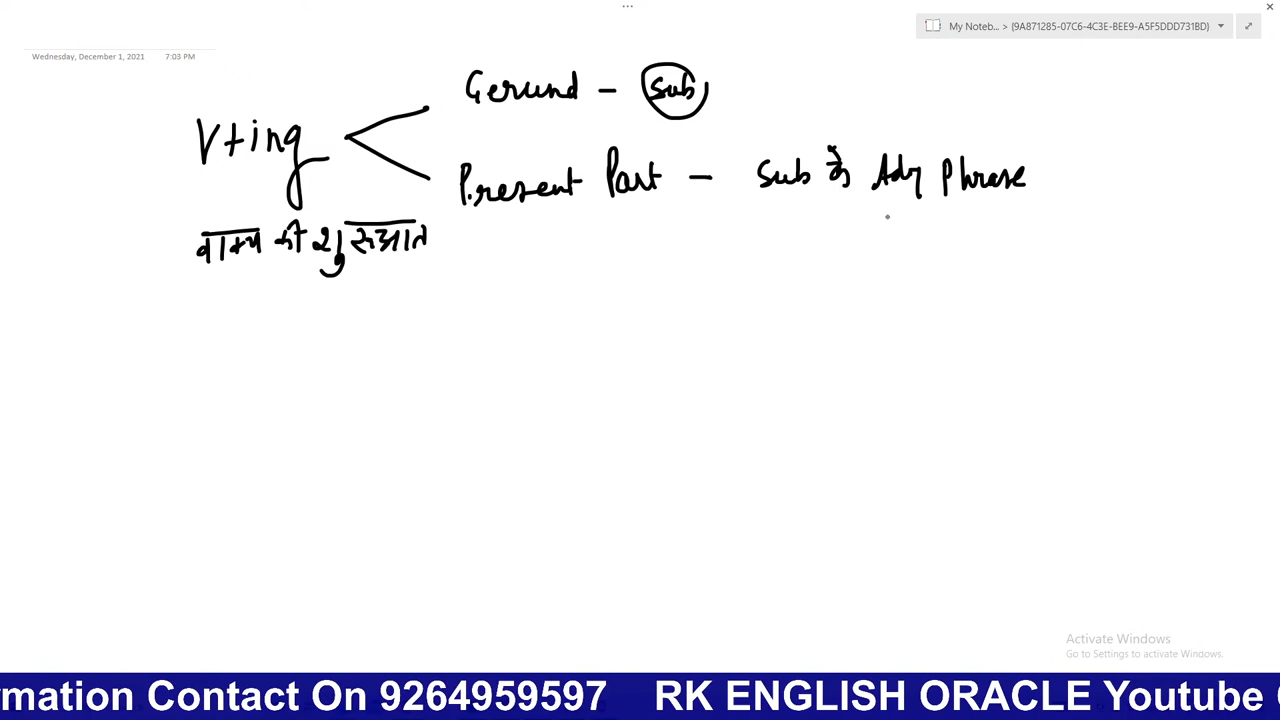 ...
My Noteb... > {9A871285-07C6-4C3E-BEE9-A5F5DDD731BD}
Wednesday, December 1, 2021 7:03 PM
Gerund - Sub
V+ing
Present Part - Sub के Adj Phrase
वाक्य की शुरूआत
Activate Windows
Go to Settings to activate Windows.
rmation Contact On 9264959597 RK ENGLISH ORACLE Youtube